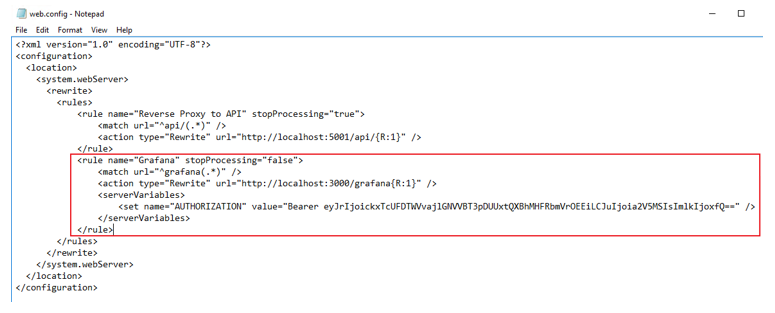 web.config - Notepad
File Edit Format View Help
<?xml version="1.0" encoding="UTF-8"?>
<configuration>
<location>
<system.webServer>
<rewrite>
<rules>
<rule name="Reverse Proxy to API" stopProcessing="true">
<match url="^api/(.*)" />
<action type="Rewrite" url="http://localhost:5001/api/{R:1}" />
</rule>
<rule name="Grafana" stopProcessing="false">
<match url="^grafana(.*)" />
<action type="Rewrite" url="http://localhost:3000/grafana{R:1}" />
<serverVariables>
<set name="AUTHORIZATION" value="Bearer />
</serverVariables>
</rule>
</rules>
</rewrite>
</system.webServer>
</location>
</configuration>